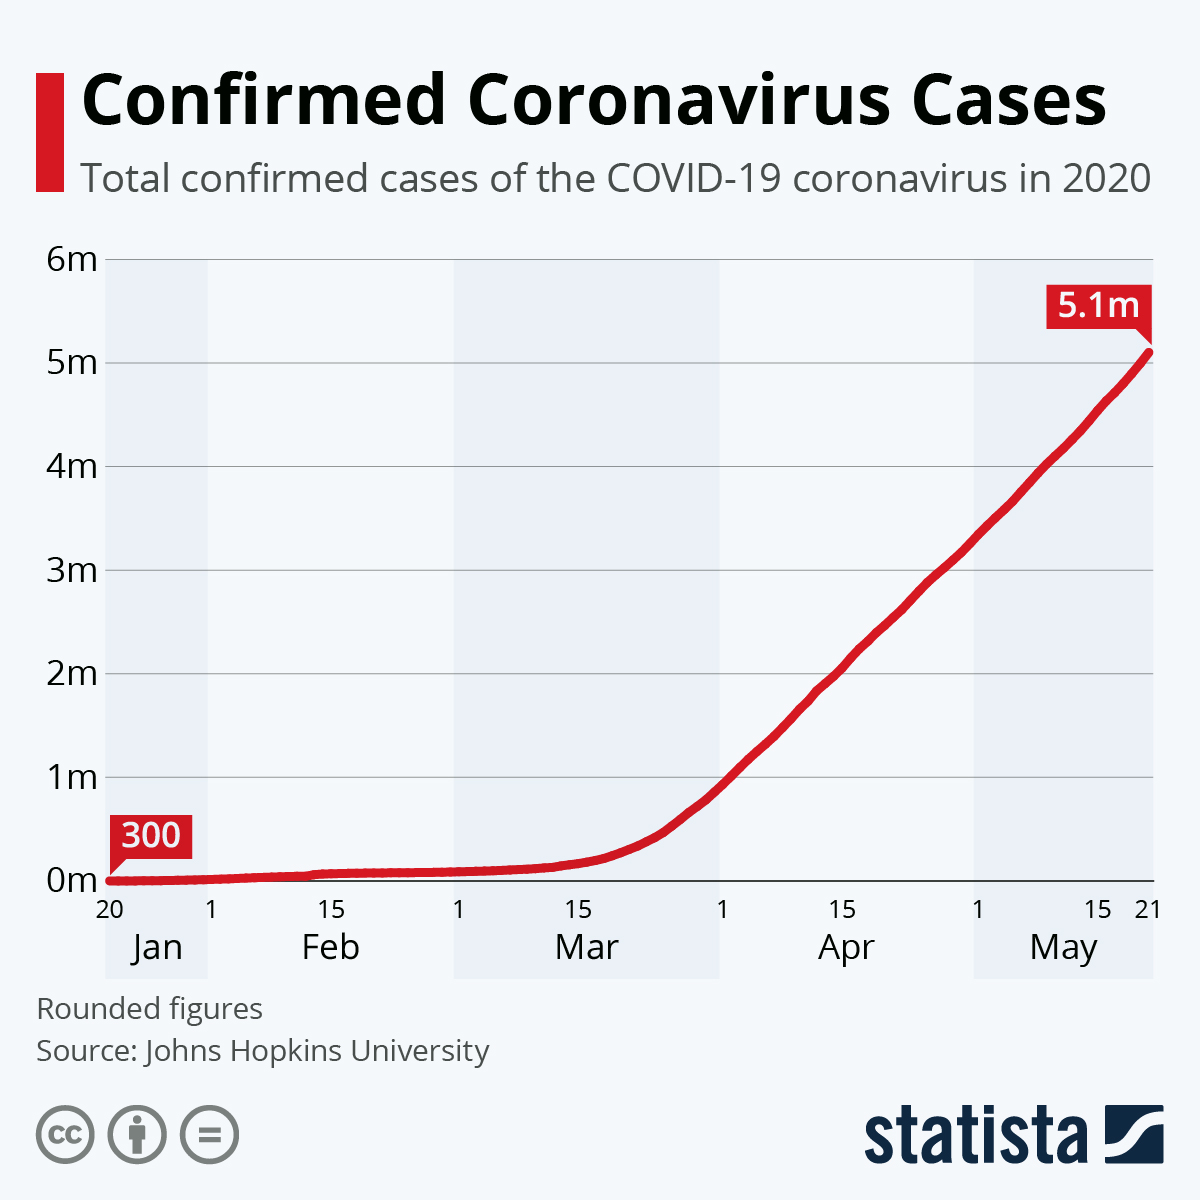 Confirmed Coronavirus Cases
Total confirmed cases of the COVID-19 coronavirus in 2020
6m
5.1m
5m
4m
3m
2m
1m
300
0m
20 1 15 1 15 1 15 1 15 21
Jan Feb Mar Apr May
Rounded figures
Source: Johns Hopkins University
cc
statista